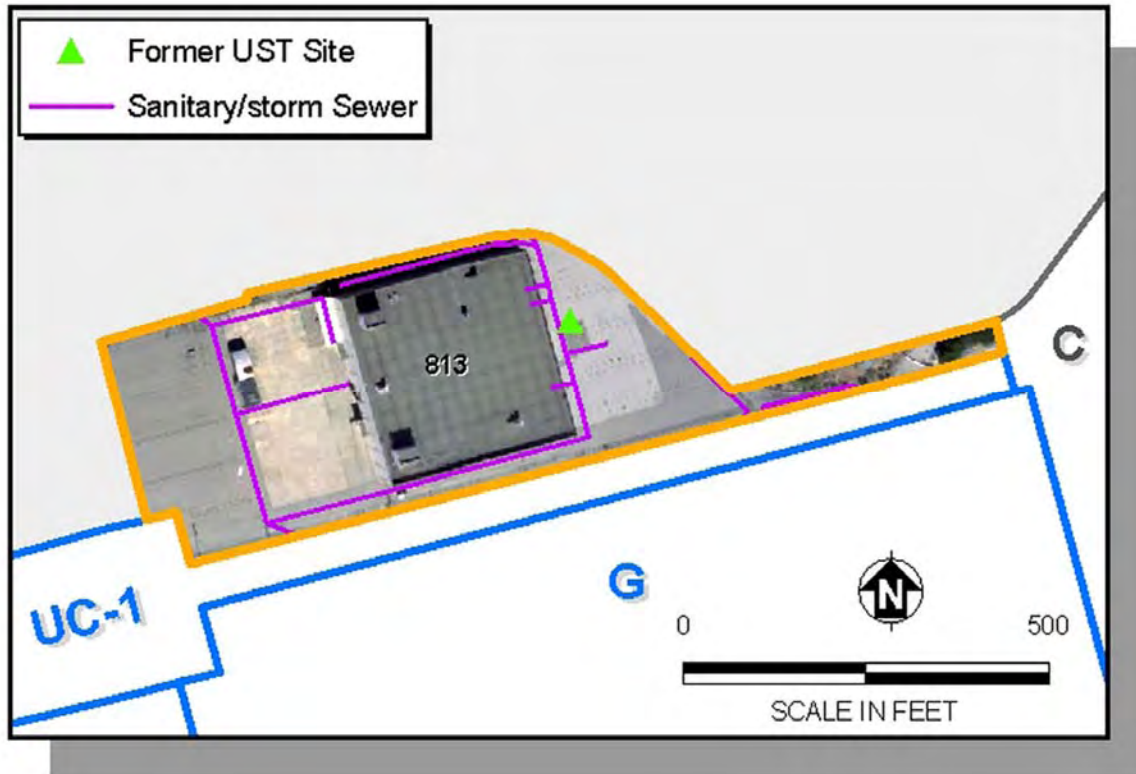 Former UST Site
Sanitary/storm Sewer
813
C
UC-1
G
N
0 500
SCALE IN FEET